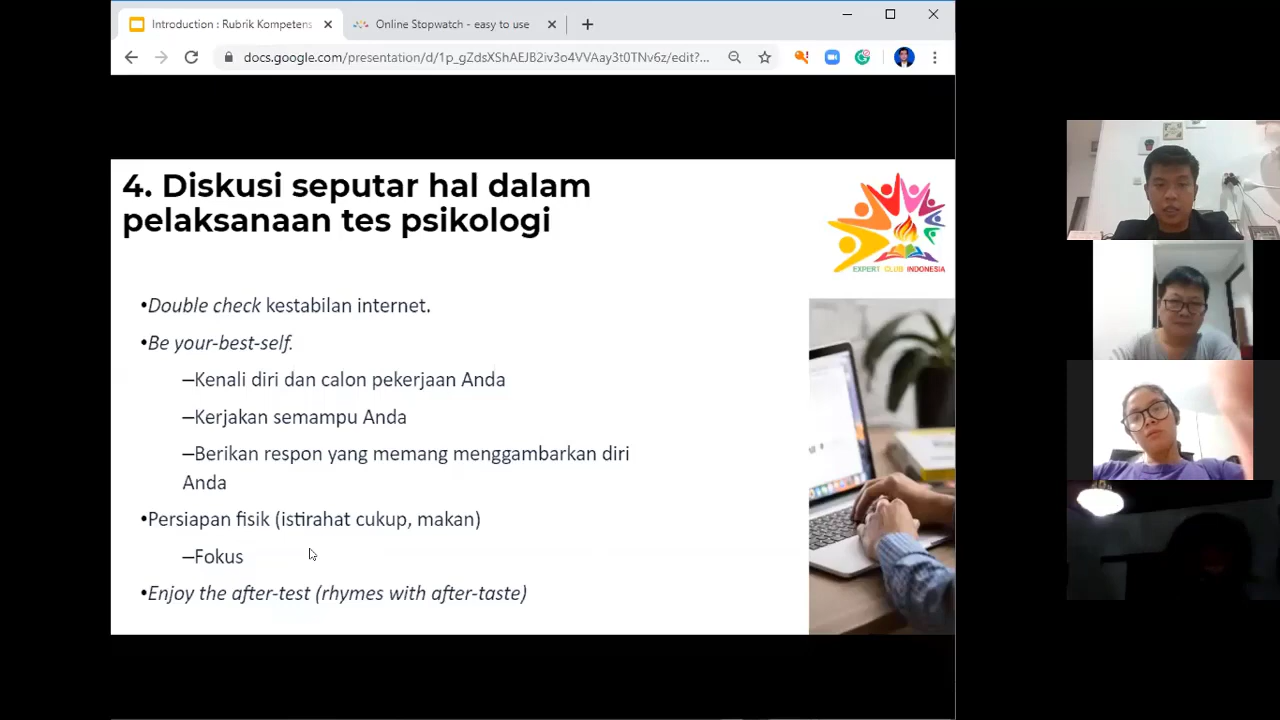 Introduction : Rubrik Kompetens
Online Stopwatch - easy to use
docs.google.com/presentation/d/1p_gZdsXShAEJB2iv3o4VVAay3t0TNv6z/edit?...
4. Diskusi seputar hal dalam
pelaksanaan tes psikologi
EXPERT CLUB INDONESIA
•Double check kestabilan internet.
•Be your-best-self.
–Kenali diri dan calon pekerjaan Anda
–Kerjakan semampu Anda
–Berikan respon yang memang menggambarkan diri
Anda
•Persiapan fisik (istirahat cukup, makan)
–Fokus
•Enjoy the after-test (rhymes with after-taste)